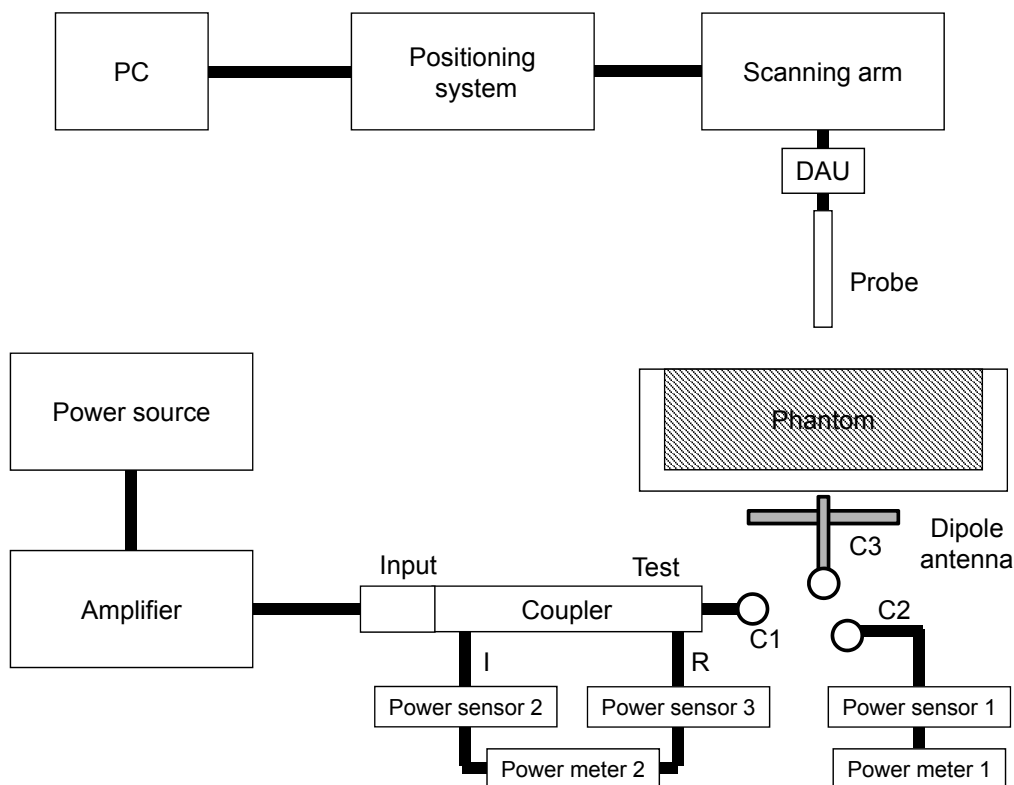 PC
Positioning
system
Scanning arm
DAU
Probe
Power source
Phantom
Dipole
antenna
C3
Input
Test
Amplifier
Coupler
C1
C2
I
R
Power sensor 2
Power sensor 3
Power sensor 1
Power meter 2
Power meter 1